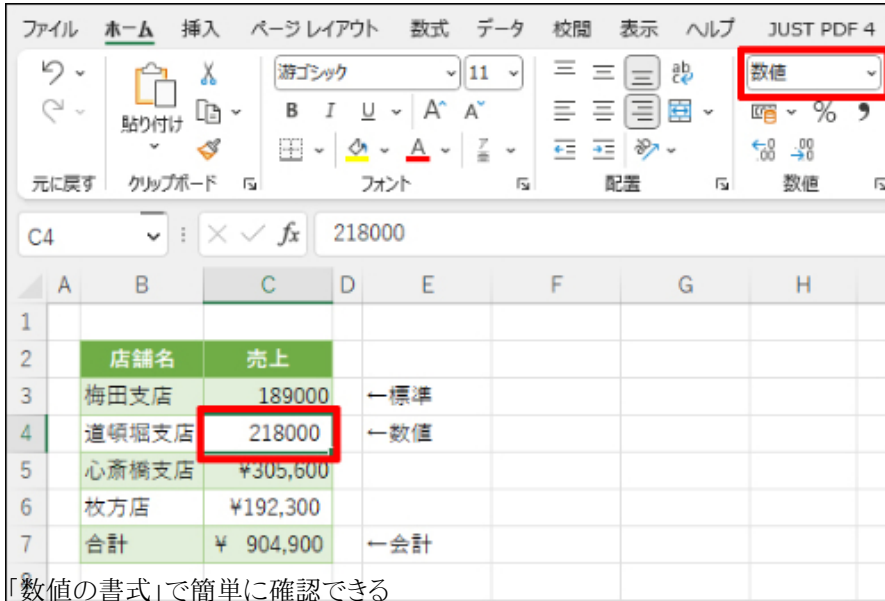 ファイル ホーム 挿入 ページ レイアウト 数式 データ 校閲 表示 ヘルプ JUST PDF 4
游ゴシック 11 ab 数値
貼り付け B I U A A %
元に戻す クリップボード フォント 配置 数値
C4 fx 218000
A B C D E F G H
1
2 店舗名 売上
3 梅田支店 189000 ←標準
4 道頓堀支店 218000 ←数値
5 心斎橋支店 ¥305,600
6 枚方店 ¥192,300
7 合計 ¥ 904,900 ←会計
「数値の書式」で簡単に確認できる